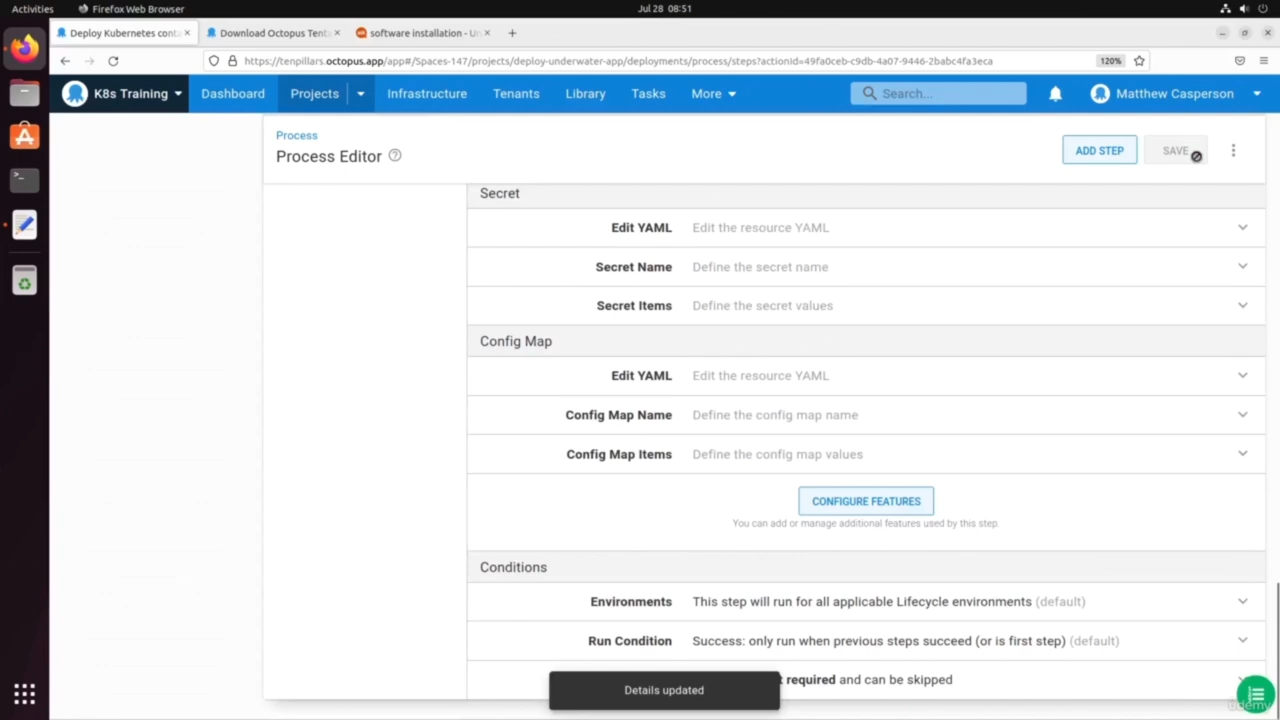 Activities Firefox Web Browser Jul 28 08:51
Deploy Kubernetes conta × Download Octopus Tenta × software installation - Un × +
https://tenpillars.octopus.app/app#/Spaces-147/projects/deploy-underwater-app/deployments/process/steps?actionId=49fa0ceb-c9db-4a07-9446-2babc4fa3eca 120%
K8s Training Dashboard Projects Infrastructure Tenants Library Tasks More Search... Matthew Casperson
Process
Process Editor ADD STEP SAVE
Secret
Edit YAML Edit the resource YAML
Secret Name Define the secret name
Secret Items Define the secret values
Config Map
Edit YAML Edit the resource YAML
Config Map Name Define the config map name
Config Map Items Define the config map values
CONFIGURE FEATURES
You can add or manage additional features used by this step.
Conditions
Environments This step will run for all applicable Lifecycle environments (default)
Run Condition Success: only run when previous steps succeed (or is first step) (default)
required and can be skipped
Details updated
udemy